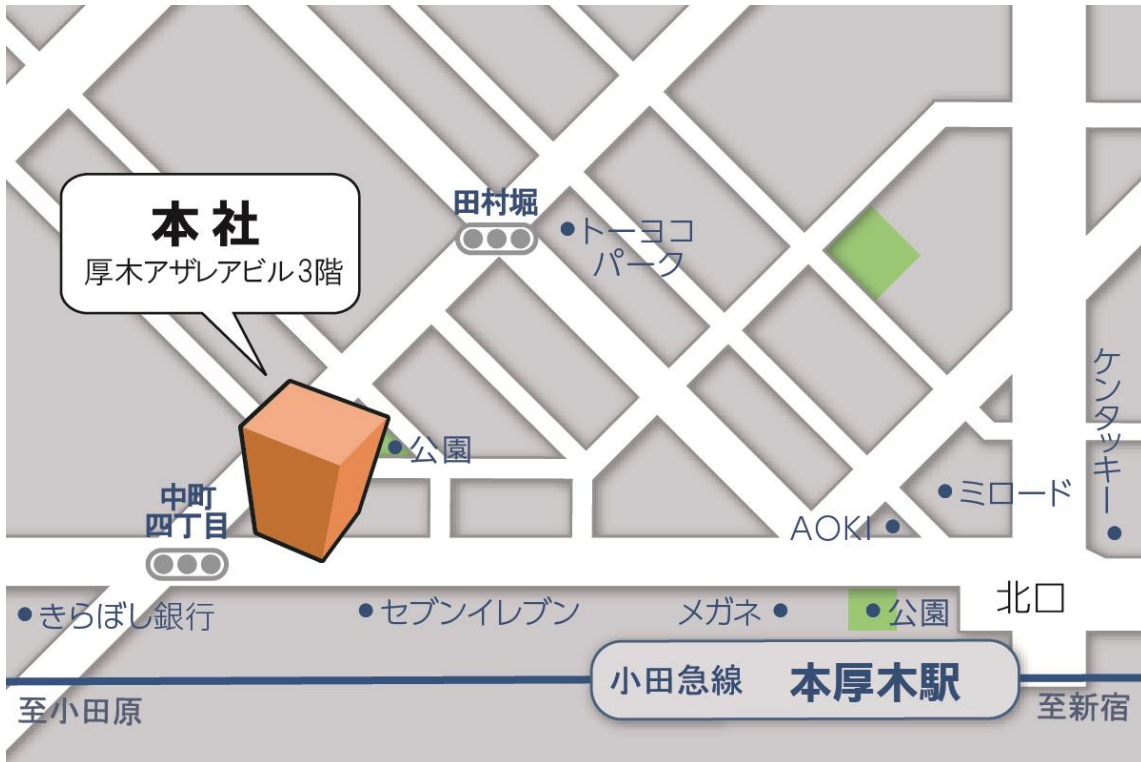 田村堀
トーヨコ
パーク
本社
厚木アザレアビル3階
公園
ケンタッキー
中町
四丁目
ミロード
AOKI
きらぼし銀行
セブンイレブン
メガネ
公園
北口
小田急線 本厚木駅
至小田原
至新宿